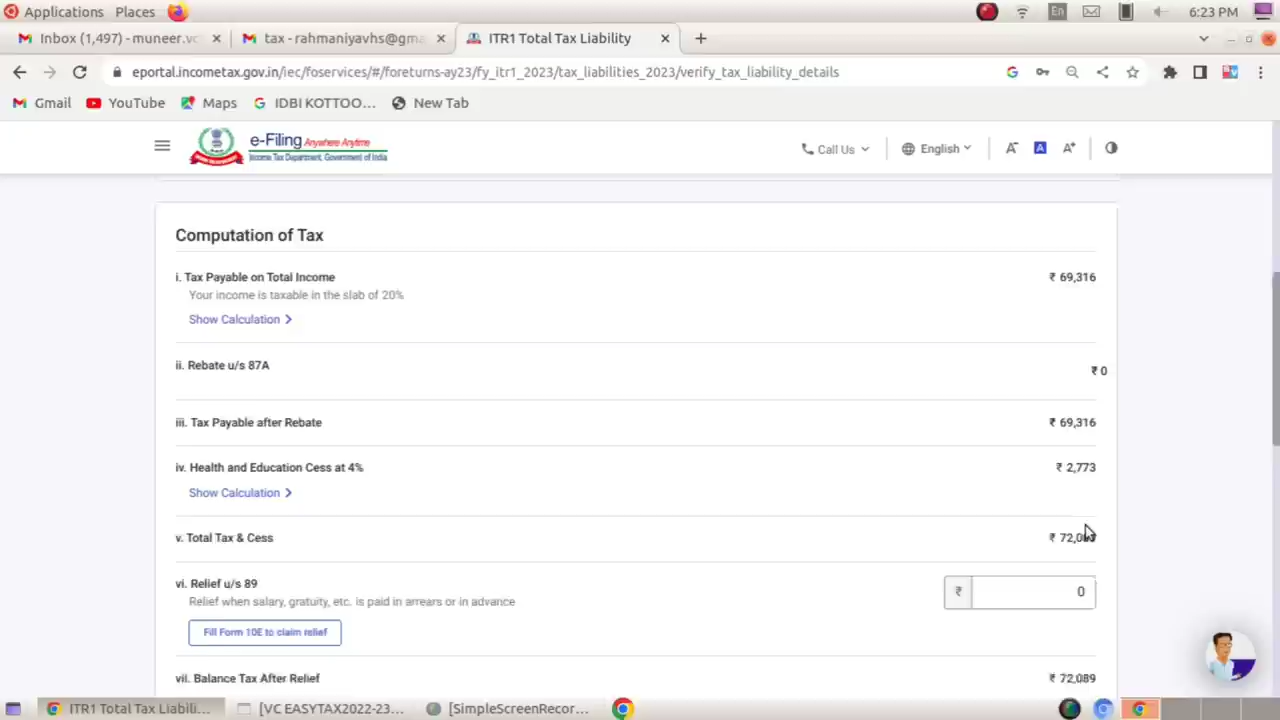 Applications Places En 6:23 PM
Inbox (1,497) - muneer.vc × tax - rahmaniyavhs@gma × ITR1 Total Tax Liability × +
eportal.incometax.gov.in/iec/foservices/#/foreturns-ay23/fy_itr1_2023/tax_liabilities_2023/verify_tax_liability_details
Gmail YouTube Maps IDBI KOTTOO... New Tab
e-Filing Anywhere Anytime
Income Tax Department, Government of India
Call Us English A- A A+
Computation of Tax
i. Tax Payable on Total Income ₹ 69,316
Your income is taxable in the slab of 20%
Show Calculation >
ii. Rebate u/s 87A ₹ 0
iii. Tax Payable after Rebate ₹ 69,316
iv. Health and Education Cess at 4% ₹ 2,773
Show Calculation >
v. Total Tax & Cess ₹
vi. Relief u/s 89 ₹ 0
Relief when salary, gratuity, etc. is paid in arrears or in advance
Fill Form 10E to claim relief
vii. Balance Tax After Relief ₹ 72,089
ITR1 Total Tax Liabili... [VC EASYTAX2022-23... [SimpleScreenRecor...